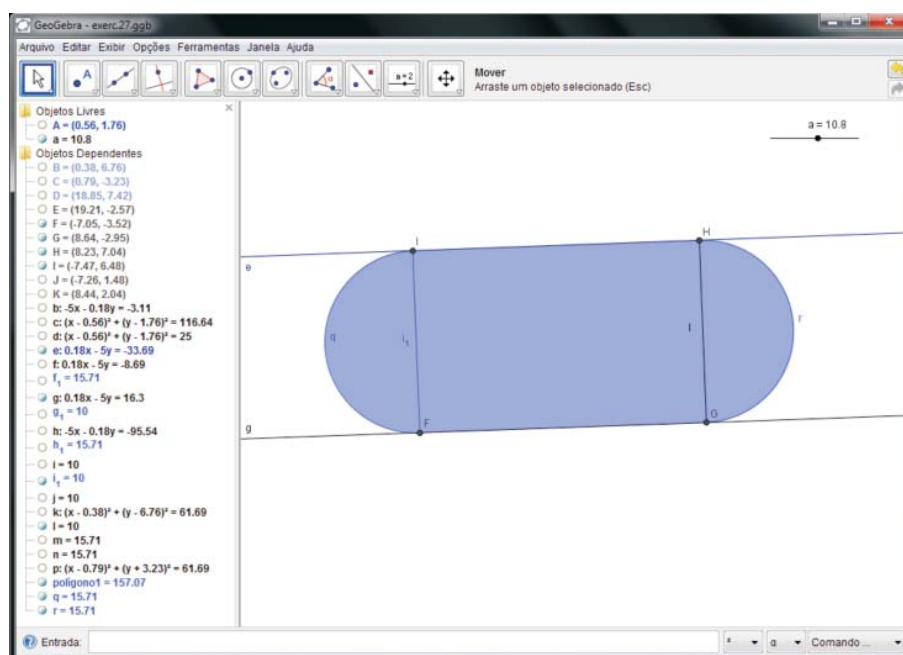 GeoGebra - exerc.27.ggb
Arquivo Editar Exibir Opções Ferramentas Janela Ajuda
A
α
a=2
Mover
Arraste um objeto selecionado (Esc)
Objetos Livres
A = (0.56, 1.76)
a = 10.8
Objetos Dependentes
B = (0.38, 6.76)
C = (0.79, -3.23)
D = (18.85, 7.42)
E = (19.21, -2.57)
F = (-7.05, -3.52)
G = (8.64, -2.95)
H = (8.23, 7.04)
I = (-7.47, 6.48)
J = (-7.26, 1.48)
K = (8.44, 2.04)
b: -5x - 0.18y = -3.11
c: (x - 0.56)² + (y - 1.76)² = 116.64
d: (x - 0.56)² + (y - 1.76)² = 25
e: 0.18x - 5y = -33.69
f: 0.18x - 5y = -8.69
f₁ = 15.71
g: 0.18x - 5y = 16.3
g₁ = 10
h: -5x - 0.18y = -95.54
h₁ = 15.71
i = 10
i₁ = 10
j = 10
k: (x - 0.38)² + (y - 6.76)² = 61.69
l = 10
m = 15.71
n = 15.71
p: (x - 0.79)² + (y + 3.23)² = 61.69
polígono1 = 157.07
q = 15.71
r = 15.71
a = 10.8
I
H
e
q
i₁
l
r
F
G
g
Entrada:
²
α
Comando ...